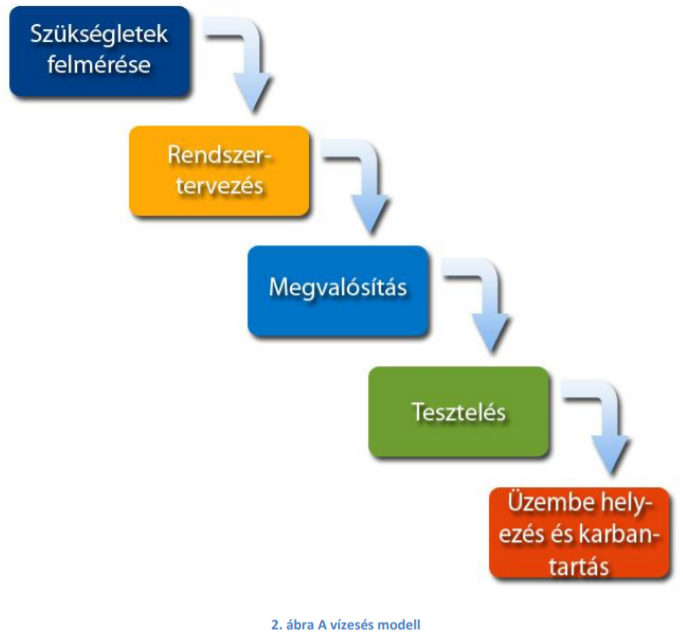 Szükségletek
felmérése
Rendszer-
tervezés
Megvalósítás
Tesztelés
Üzembe hely-
ezés és karban-
tartás
2. ábra A vízesés modell